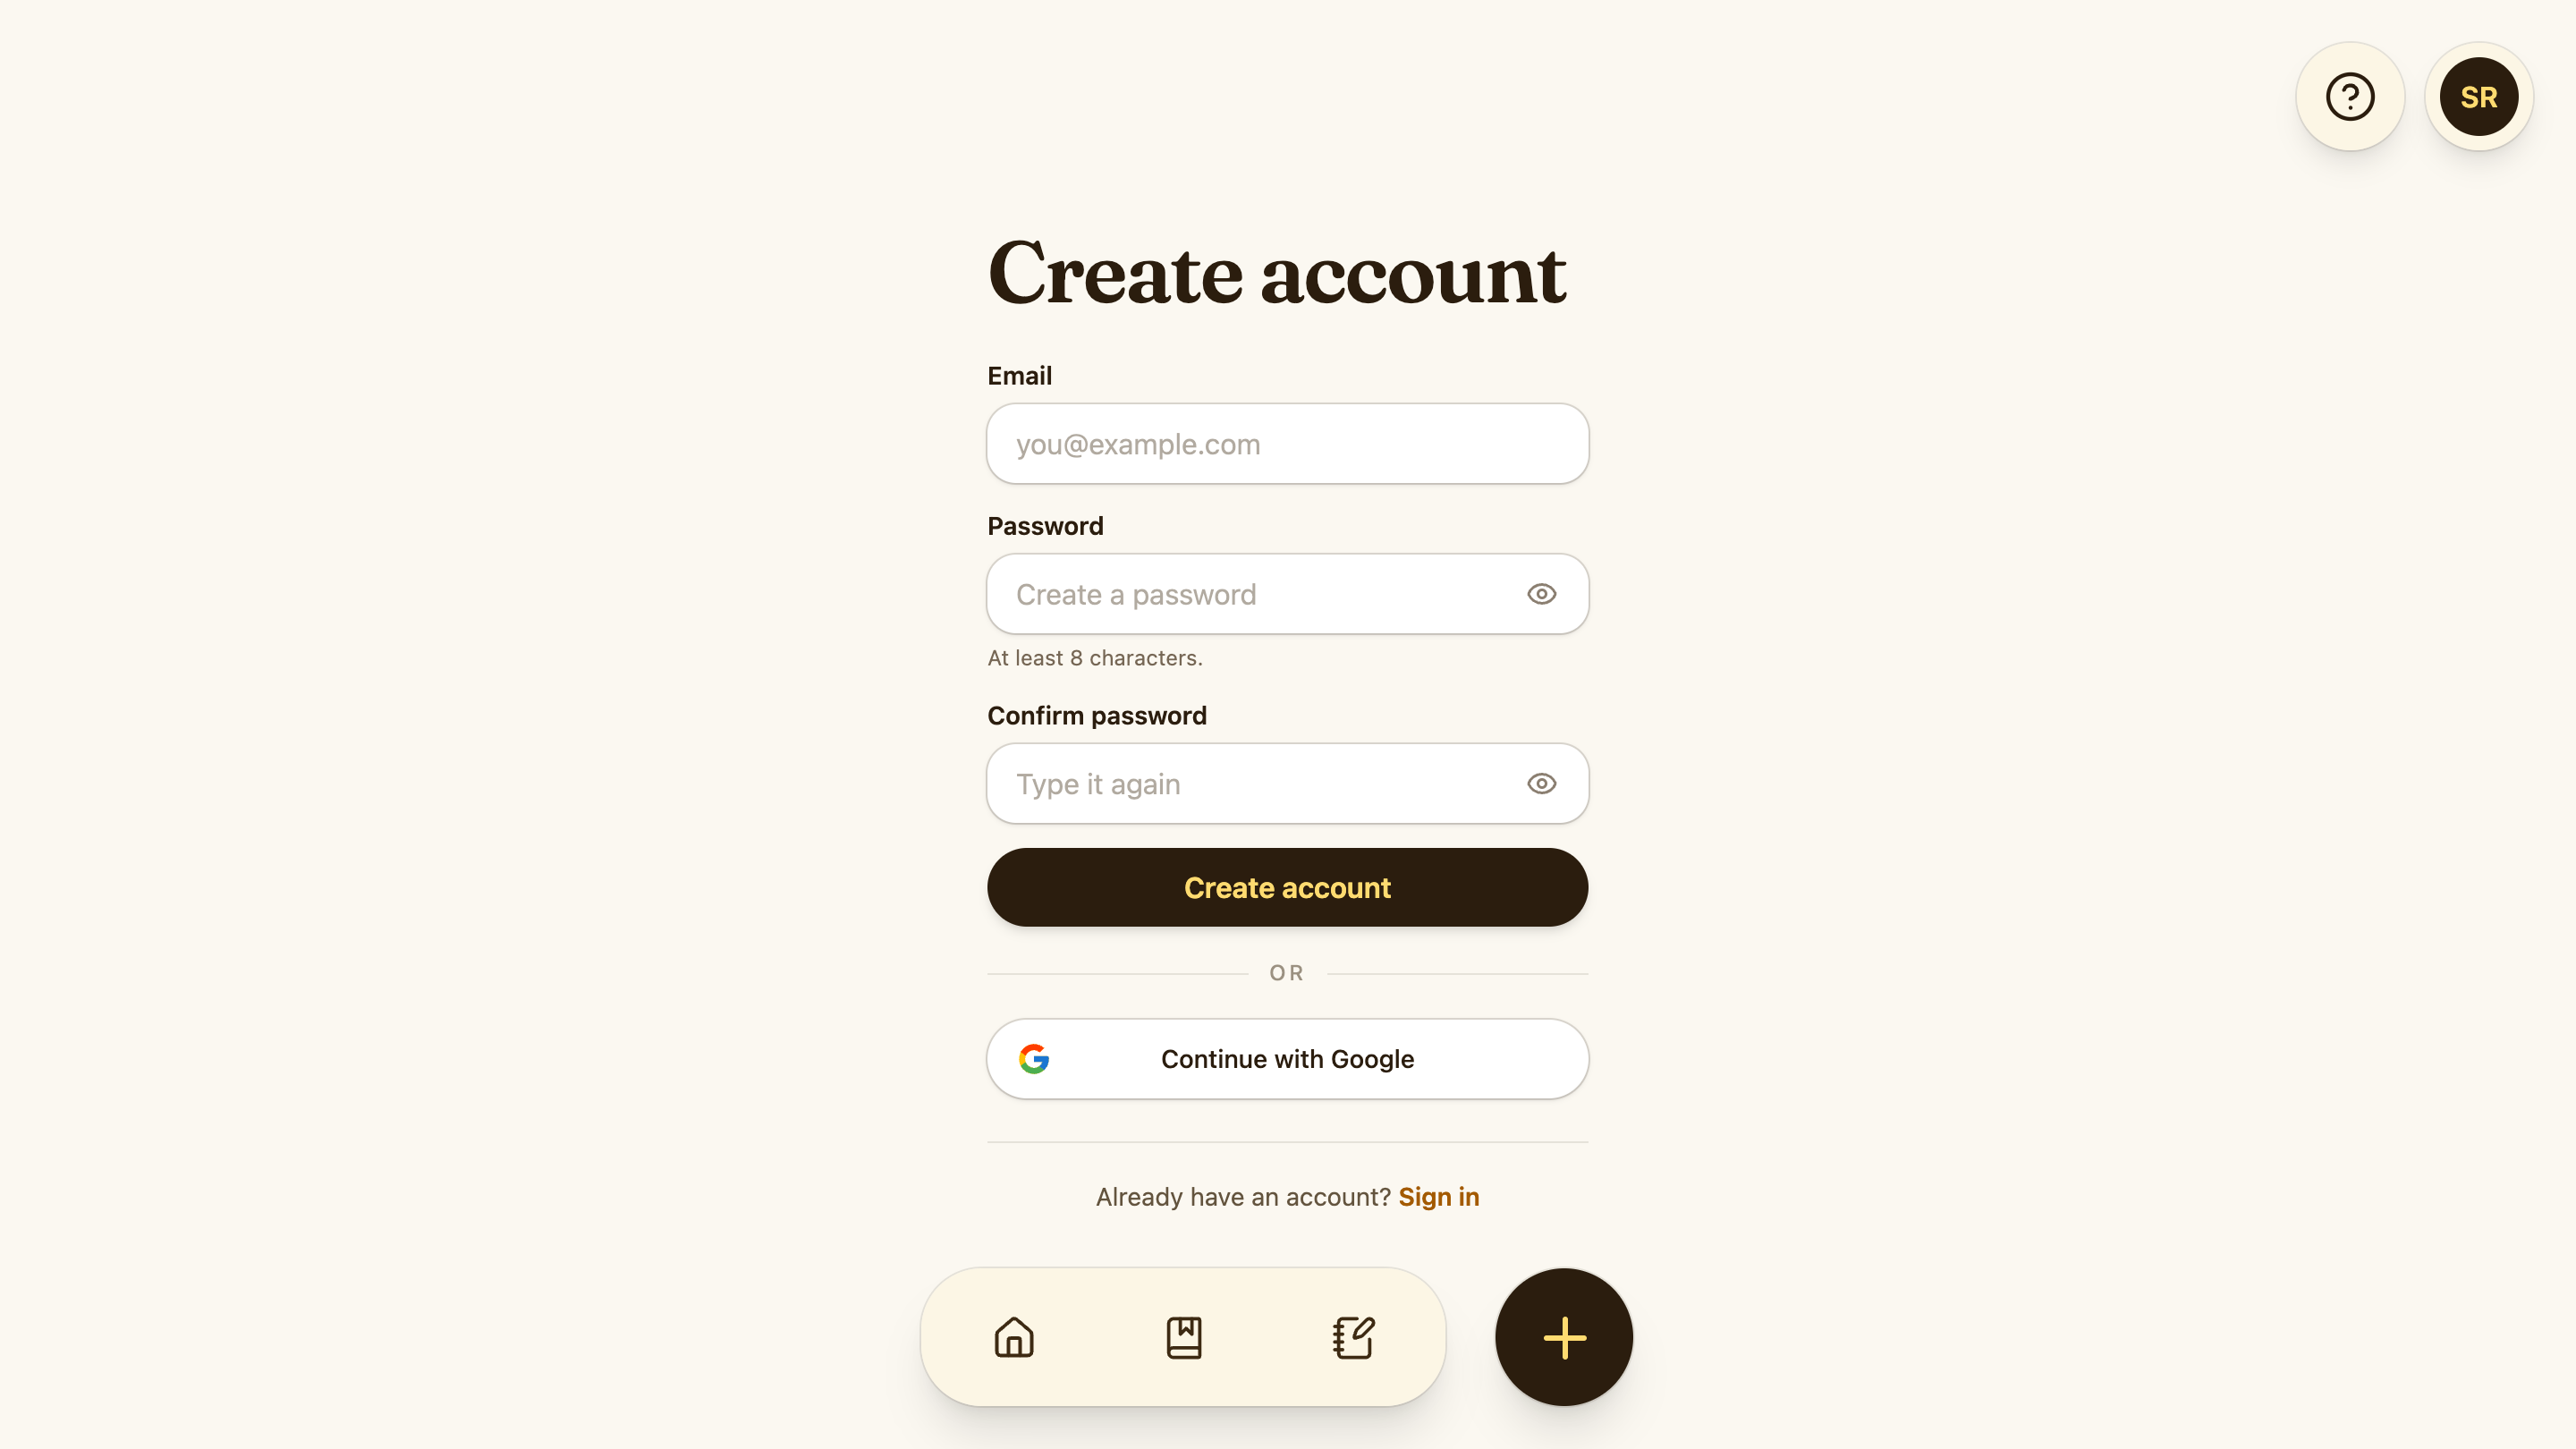 SR
Create account
Email
you@example.com
Password
Create a password
At least 8 characters.
Confirm password
Type it again
Create account
OR
Continue with Google
Already have an account? Sign in